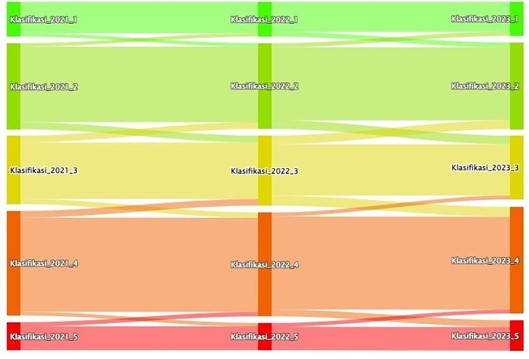 Klasifikasi_2021_1 Klasifikasi_2022_1 Klasifikasi_2023_1
Klasifikasi_2021_2 Klasifikasi_2022_2 Klasifikasi_2023_2
Klasifikasi_2021_3 Klasifikasi_2022_3 Klasifikasi_2023_3
Klasifikasi_2021_4 Klasifikasi_2022_4 Klasifikasi_2023_4
Klasifikasi_2021_5 Klasifikasi_2022_5 Klasifikasi_2023_5